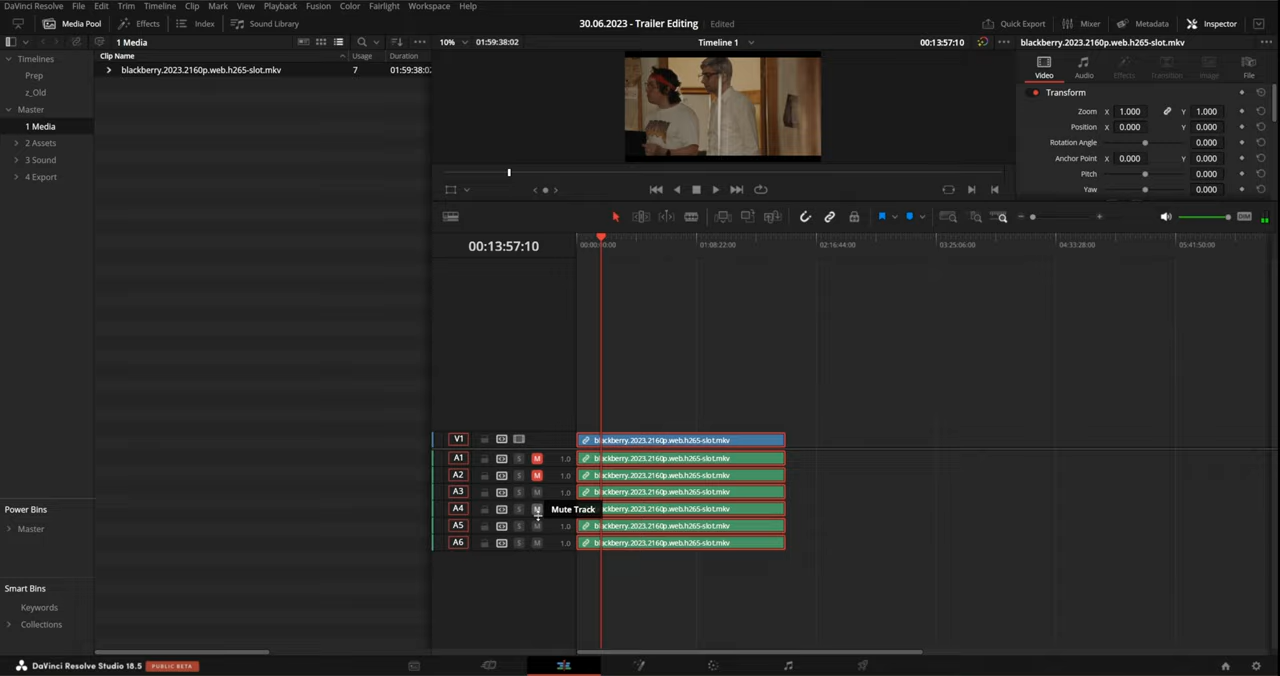 DaVinci Resolve File Edit Trim Timeline Clip Mark View Playback Fusion Color Fairlight Workspace Help
Media Pool Effects Index Sound Library 30.06.2023 - Trailer Editing Edited Quick Export Mixer Metadata Inspector
1 Media 10% 01:59:38:02 Timeline 1 00:13:57:10 blackberry.2023.2160p.web.h265-slot.mkv
Timelines Clip Name Usage Duration
Prep blackberry.2023.2160p.web.h265-slot.mkv 7 01:59:38:02
z_Old Video Audio Effects Transition Image File
Master Transform
1 Media Zoom X 1.000 Y 1.000
2 Assets Position X 0.000 Y 0.000
3 Sound Rotation Angle 0.000
4 Export Anchor Point X 0.000 Y 0.000
Pitch 0.000
Yaw 0.000
DIM
00:13:57:10 01:08:22:00 02:16:44:00 03:25:06:00 04:33:28:00 05:41:50:00
V1 blackberry.2023.2160p.web.h265-slot.mkv
A1 S M 1.0 blackberry.2023.2160p.web.h265-slot.mkv
A2 S M 1.0 blackberry.2023.2160p.web.h265-slot.mkv
A3 S M 1.0 blackberry.2023.2160p.web.h265-slot.mkv
A4 S M Mute Track ckberry.2023.2160p.web.h265-slot.mkv
A5 S M 1.0 blackberry.2023.2160p.web.h265-slot.mkv
A6 S M 1.0 blackberry.2023.2160p.web.h265-slot.mkv
Power Bins
Master
Smart Bins
Keywords
Collections
DaVinci Resolve Studio 18.5 PUBLIC BETA